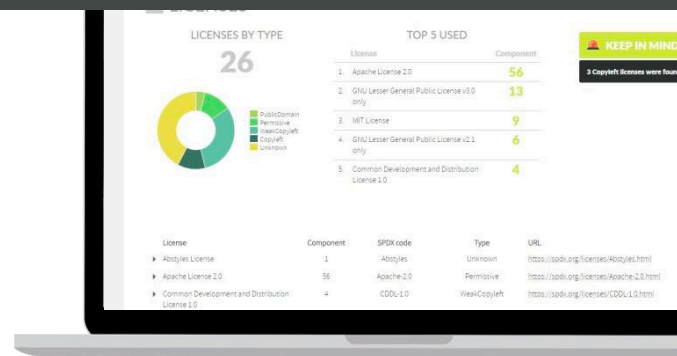 LICENSES
LICENSES BY TYPE
26
PublicDomain
Permissive
WeakCopyleft
Copyleft
Unknown
TOP 5 USED
License Component
1. Apache License 2.0 56
2. GNU Lesser General Public License v3.0
only 13
3. MIT License 9
4. GNU Lesser General Public License v2.1
only 6
5. Common Development and Distribution
License 1.0 4
KEEP IN MIND
3 Copyleft licenses were foun
License Component SPDX code Type URL
Abstyles License 1 Abstyles Unknown https://spdx.org/licenses/Abstyles.html
Apache License 2.0 56 Apache-2.0 Permissive https://spdx.org/licenses/Apache-2.0.html
Common Development and Distribution
License 1.0 4 CDDL-1.0 WeakCopyleft https://spdx.org/licenses/CDDL-1.0.html